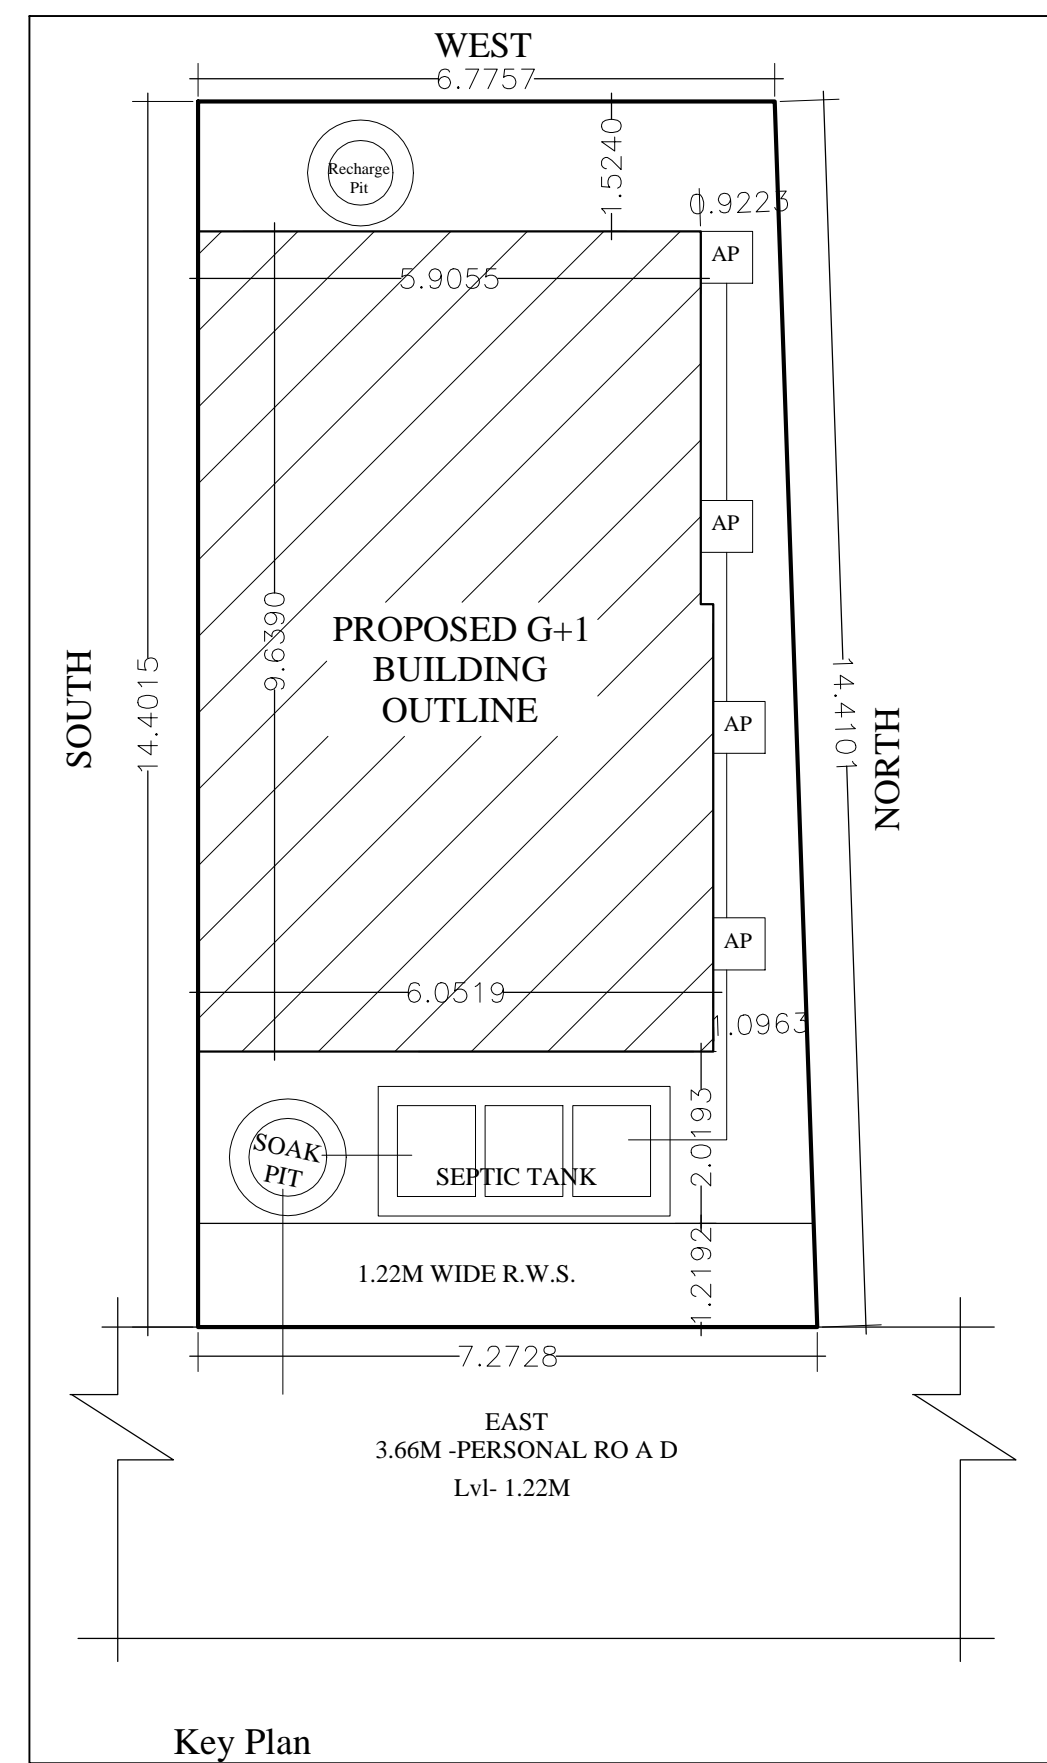 WEST
6.7757
1.5240
Recharge
Pit
0.9223
AP
5.9055
AP
PROPOSED G+1
BUILDING
OUTLINE
9.6390
SOUTH
14.4015
14.4101
NORTH
AP
AP
6.0519
1.0963
2.0193
SOAK
PIT
SEPTIC TANK
1.2192
1.22M WIDE R.W.S.
7.2728
EAST
3.66M -PERSONAL RO A D
Lvl- 1.22M
Key Plan